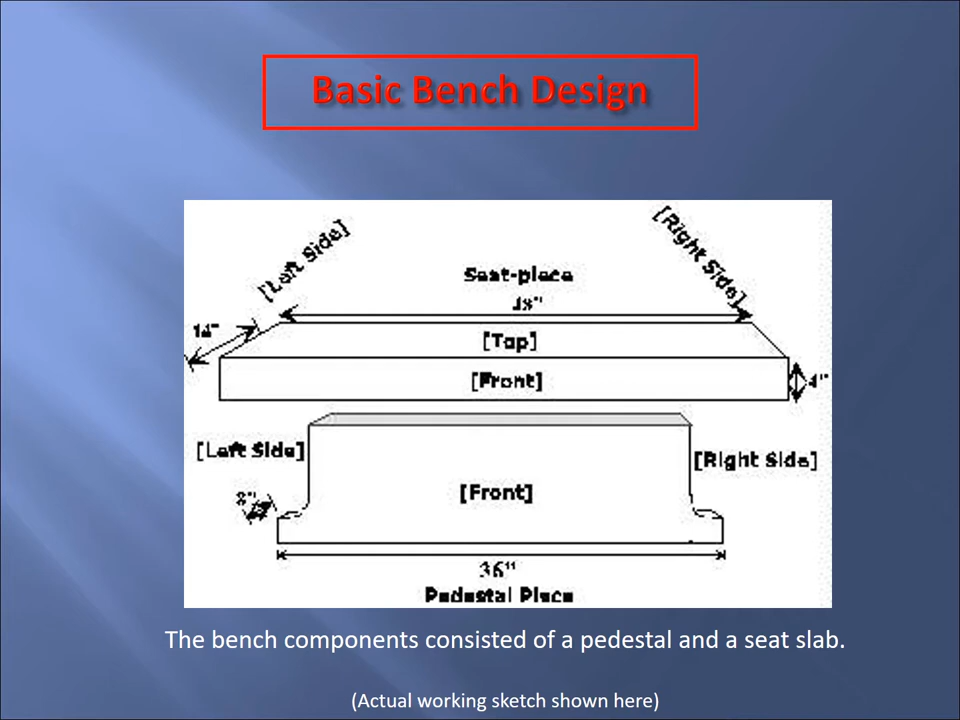 Basic Bench Design
[Left Side]
[Right Side]
Seat-place
48"
14"
[Top]
[Front]
4"
[Left Side]
[Right Side]
8"
[Front]
36"
Pedestal Place
The bench components consisted of a pedestal and a seat slab.
(Actual working sketch shown here)